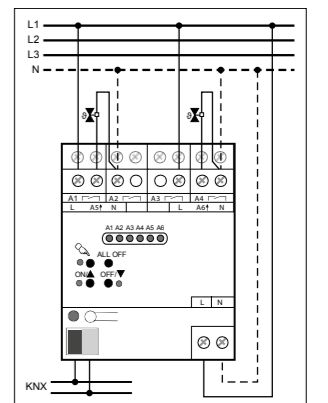 L1
L2
L3
N
ϑ ϑ
A1 A2 A3 A4
L A5 N L A6 N
A1 A2 A3 A4 A5 A6
ALL OFF
ON/▲ OFF/▼
L N
KNX